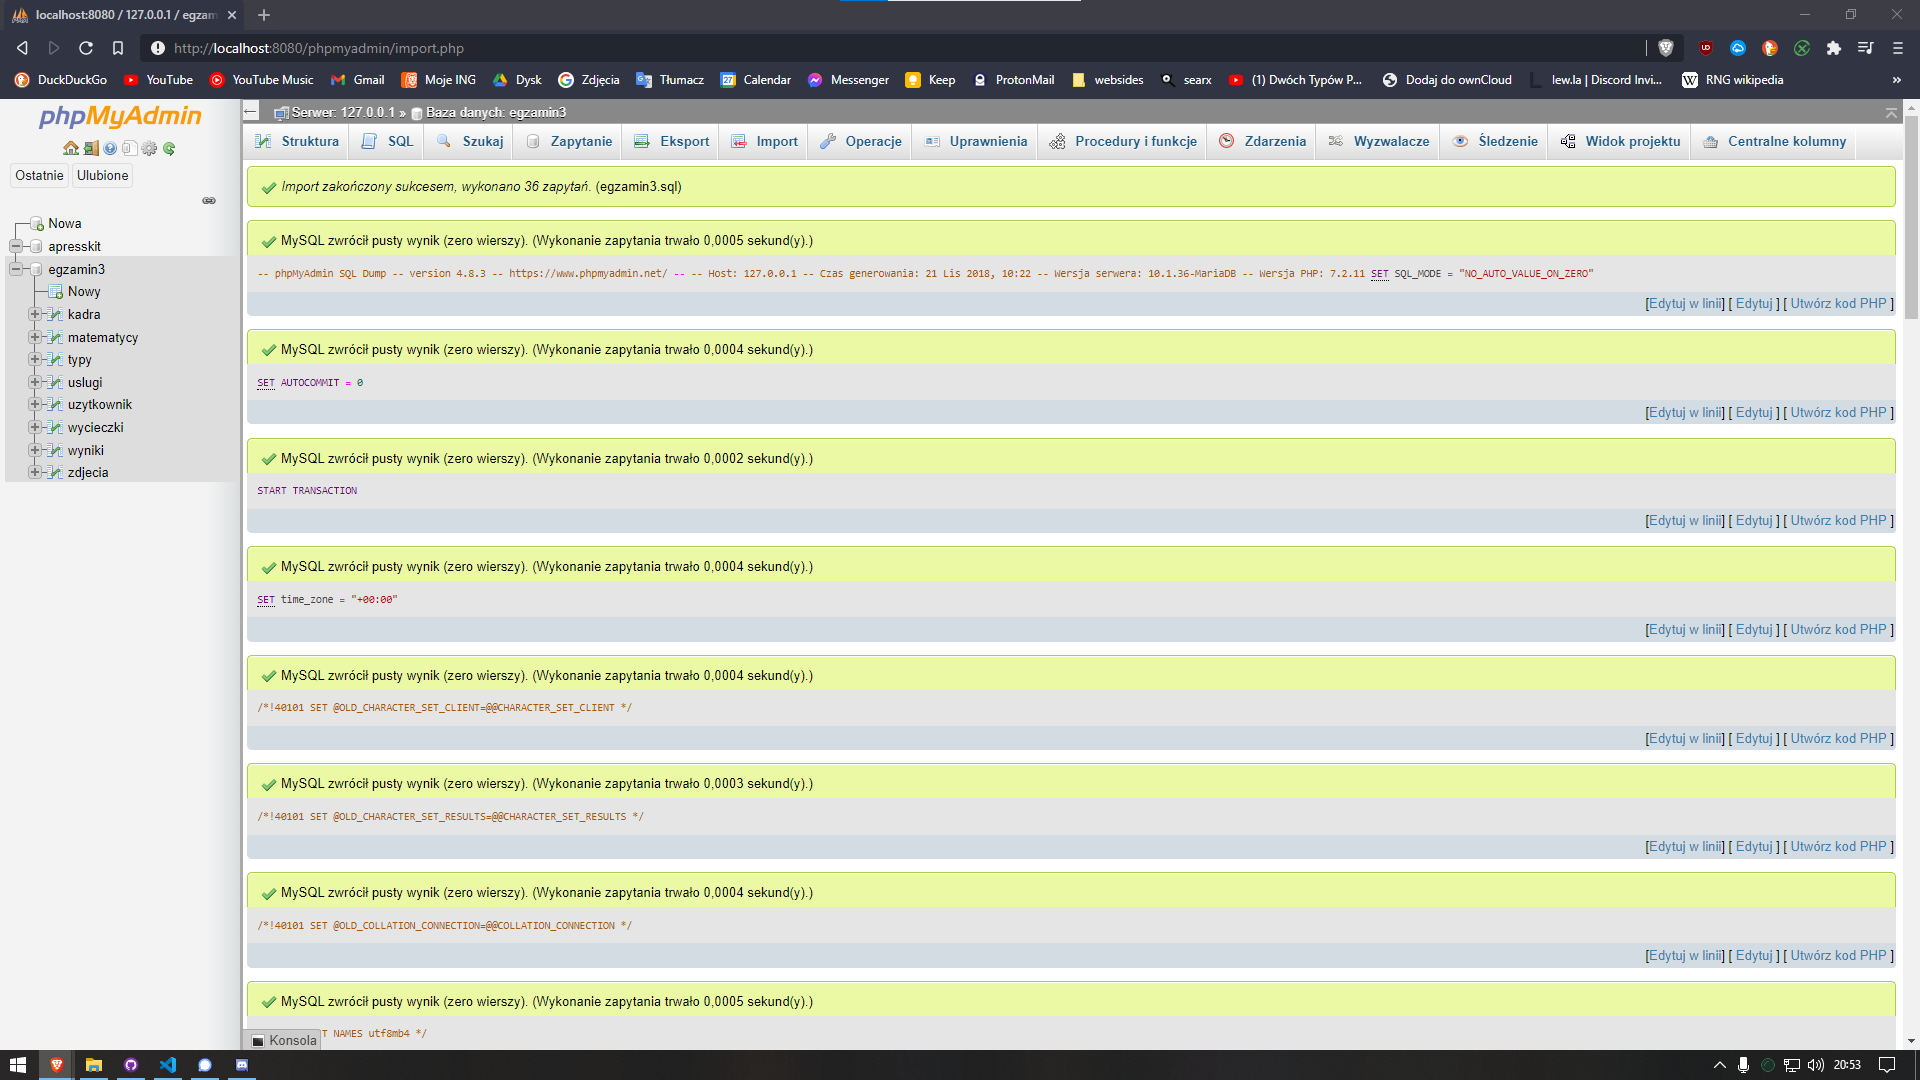 localhost:8080 / 127.0.0.1 / egzam
http://localhost:8080/phpmyadmin/import.php
DuckDuckGo YouTube YouTube Music Gmail Moje ING Dysk Zdjęcia Tłumacz Calendar Messenger Keep ProtonMail websides searx (1) Dwóch Typów P... Dodaj do ownCloud lew.la | Discord Invi... RNG wikipedia »
phpMyAdmin
Ostatnie Ulubione
Nowa
apresskit
egzamin3
Nowy
kadra
matematycy
typy
uslugi
uzytkownik
wycieczki
wyniki
zdjecia
Serwer: 127.0.0.1 » Baza danych: egzamin3
Struktura SQL Szukaj Zapytanie Eksport Import Operacje Uprawnienia Procedury i funkcje Zdarzenia Wyzwalacze Śledzenie Widok projektu Centralne kolumny
Import zakończony sukcesem, wykonano 36 zapytań. (egzamin3.sql)
MySQL zwrócił pusty wynik (zero wierszy). (Wykonanie zapytania trwało 0,0005 sekund(y).)
-- phpMyAdmin SQL Dump -- version 4.8.3 -- https://www.phpmyadmin.net/ -- -- Host: 127.0.0.1 -- Czas generowania: 21 Lis 2018, 10:22 -- Wersja serwera: 10.1.36-MariaDB -- Wersja PHP: 7.2.11 SET SQL_MODE = "NO_AUTO_VALUE_ON_ZERO"
[Edytuj w linii] [ Edytuj ] [ Utwórz kod PHP ]
MySQL zwrócił pusty wynik (zero wierszy). (Wykonanie zapytania trwało 0,0004 sekund(y).)
SET AUTOCOMMIT = 0
[Edytuj w linii] [ Edytuj ] [ Utwórz kod PHP ]
MySQL zwrócił pusty wynik (zero wierszy). (Wykonanie zapytania trwało 0,0002 sekund(y).)
START TRANSACTION
[Edytuj w linii] [ Edytuj ] [ Utwórz kod PHP ]
MySQL zwrócił pusty wynik (zero wierszy). (Wykonanie zapytania trwało 0,0004 sekund(y).)
SET time_zone = "+00:00"
[Edytuj w linii] [ Edytuj ] [ Utwórz kod PHP ]
MySQL zwrócił pusty wynik (zero wierszy). (Wykonanie zapytania trwało 0,0004 sekund(y).)
/*!40101 SET @OLD_CHARACTER_SET_CLIENT=@@CHARACTER_SET_CLIENT */
[Edytuj w linii] [ Edytuj ] [ Utwórz kod PHP ]
MySQL zwrócił pusty wynik (zero wierszy). (Wykonanie zapytania trwało 0,0003 sekund(y).)
/*!40101 SET @OLD_CHARACTER_SET_RESULTS=@@CHARACTER_SET_RESULTS */
[Edytuj w linii] [ Edytuj ] [ Utwórz kod PHP ]
MySQL zwrócił pusty wynik (zero wierszy). (Wykonanie zapytania trwało 0,0004 sekund(y).)
/*!40101 SET @OLD_COLLATION_CONNECTION=@@COLLATION_CONNECTION */
[Edytuj w linii] [ Edytuj ] [ Utwórz kod PHP ]
MySQL zwrócił pusty wynik (zero wierszy). (Wykonanie zapytania trwało 0,0005 sekund(y).)
T NAMES utf8mb4 */
Konsola
20:53